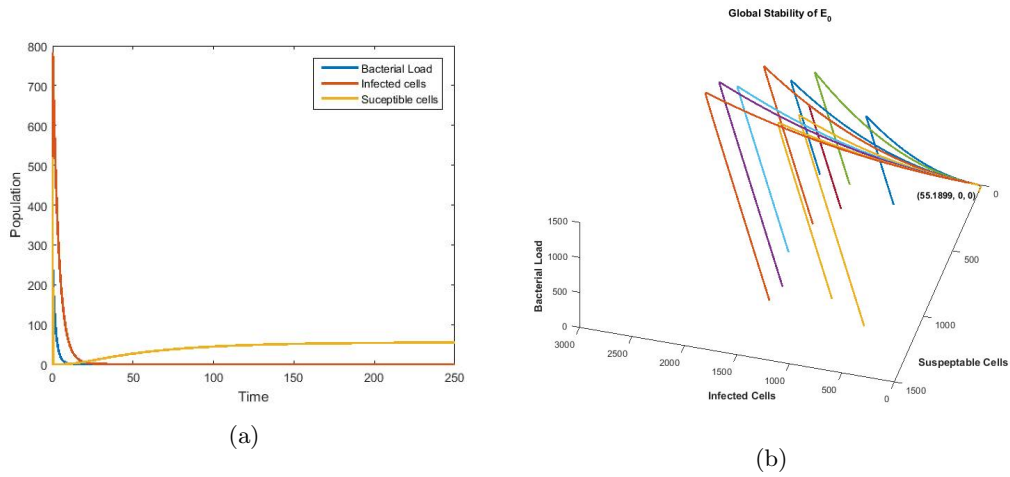 800
700
600
500
400
300
200
100
0
Population
Bacterial Load
Infected cells
Suceptible cells
0
50
100
150
200
250
Time
(a)
Global Stability of E0
(55.1899, 0, 0)
0
500
1000
1500
Suspeptable Cells
1500
1000
500
0
Bacterial Load
3000
2500
2000
1500
1000
500
0
Infected Cells
(b)